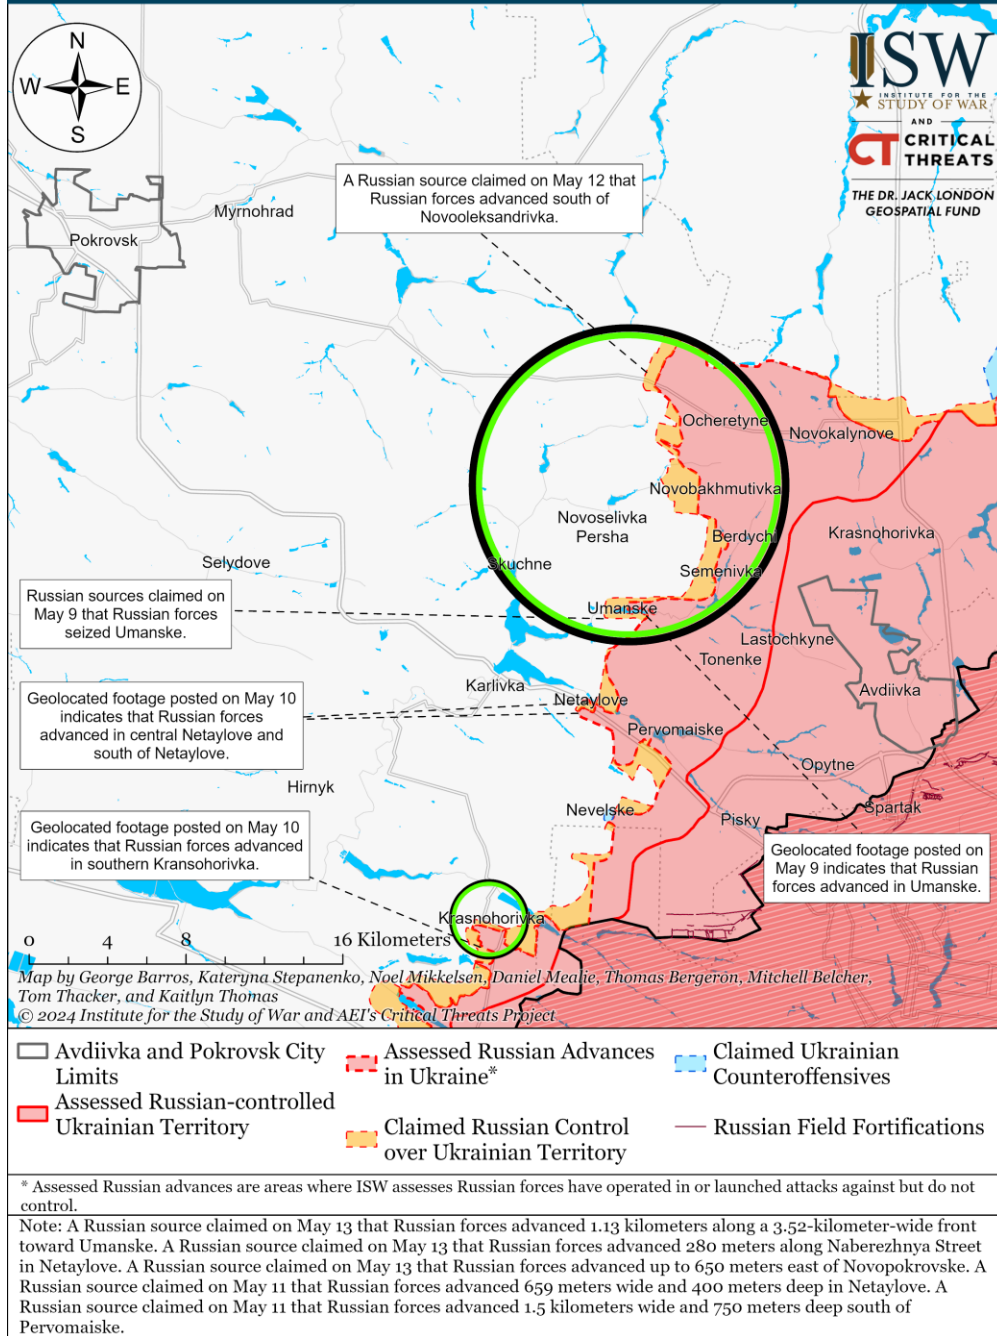 N
W
E
S
ISW
INSTITUTE FOR THE
STUDY OF WAR
AND
CT CRITICAL
THREATS
THE DR. JACK LONDON
GEOSPATIAL FUND
A Russian source claimed on May 12 that
Russian forces advanced south of
Novooleksandrivka.
Myrnohrad
Pokrovsk
Ocheretyne
Novokalynove
Novobakhmutivka
Novoselivka
Persha
Berdychi
Krasnohorivka
Skuchne
Selydove
Semenivka
Russian sources claimed on
May 9 that Russian forces
seized Umanske.
Umanske
Lastochkyne
Tonenke
Karlivka
Avdiivka
Netaylove
Geolocated footage posted on May 10
indicates that Russian forces
advanced in central Netaylove and
south of Netaylove.
Pervomaiske
Opytne
Hirnyk
Nevelske
Pisky
Spartak
Geolocated footage posted on May 10
indicates that Russian forces advanced
in southern Kransohorivka.
Geolocated footage posted on
May 9 indicates that Russian
forces advanced in Umanske.
Krasnohorivka
0 4 8 16 Kilometers
Map by George Barros, Kateryna Stepanenko, Noel Mikkelsen, Daniel Mealie, Thomas Bergeron, Mitchell Belcher,
Tom Thacker, and Kaitlyn Thomas
© 2024 Institute for the Study of War and AEI's Critical Threats Project
Avdiivka and Pokrovsk City
Limits
Assessed Russian-controlled
Ukrainian Territory
Assessed Russian Advances
in Ukraine*
Claimed Russian Control
over Ukrainian Territory
Claimed Ukrainian
Counteroffensives
Russian Field Fortifications
* Assessed Russian advances are areas where ISW assesses Russian forces have operated in or launched attacks against but do not
control.
Note: A Russian source claimed on May 13 that Russian forces advanced 1.13 kilometers along a 3.52-kilometer-wide front
toward Umanske. A Russian source claimed on May 13 that Russian forces advanced 280 meters along Naberezhnya Street
in Netaylove. A Russian source claimed on May 13 that Russian forces advanced up to 650 meters east of Novopokrovske. A
Russian source claimed on May 11 that Russian forces advanced 659 meters wide and 400 meters deep in Netaylove. A
Russian source claimed on May 11 that Russian forces advanced 1.5 kilometers wide and 750 meters deep south of
Pervomaiske.